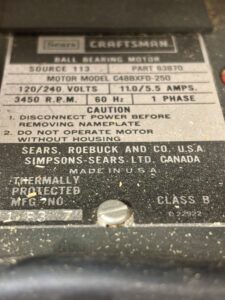 Sears CRAFTSMAN
BALL BEARING MOTOR
SOURCE 113 PART 63870
MOTOR MODEL C48BXFD-250
120/240 VOLTS 11.0/5.5 AMPS.
3450 R.P.M. 60 Hz 1 PHASE
CAUTION
1. DISCONNECT POWER BEFORE
REMOVING NAMEPLATE
2. DO NOT OPERATE MOTOR
WITHOUT HOUSING
SEARS, ROEBUCK AND CO. U.S.A.
SIMPSONS-SEARS LTD. CANADA
MADE IN U.S.A.
THERMALLY
PROTECTED
MFG. NO. CLASS B
C 22922